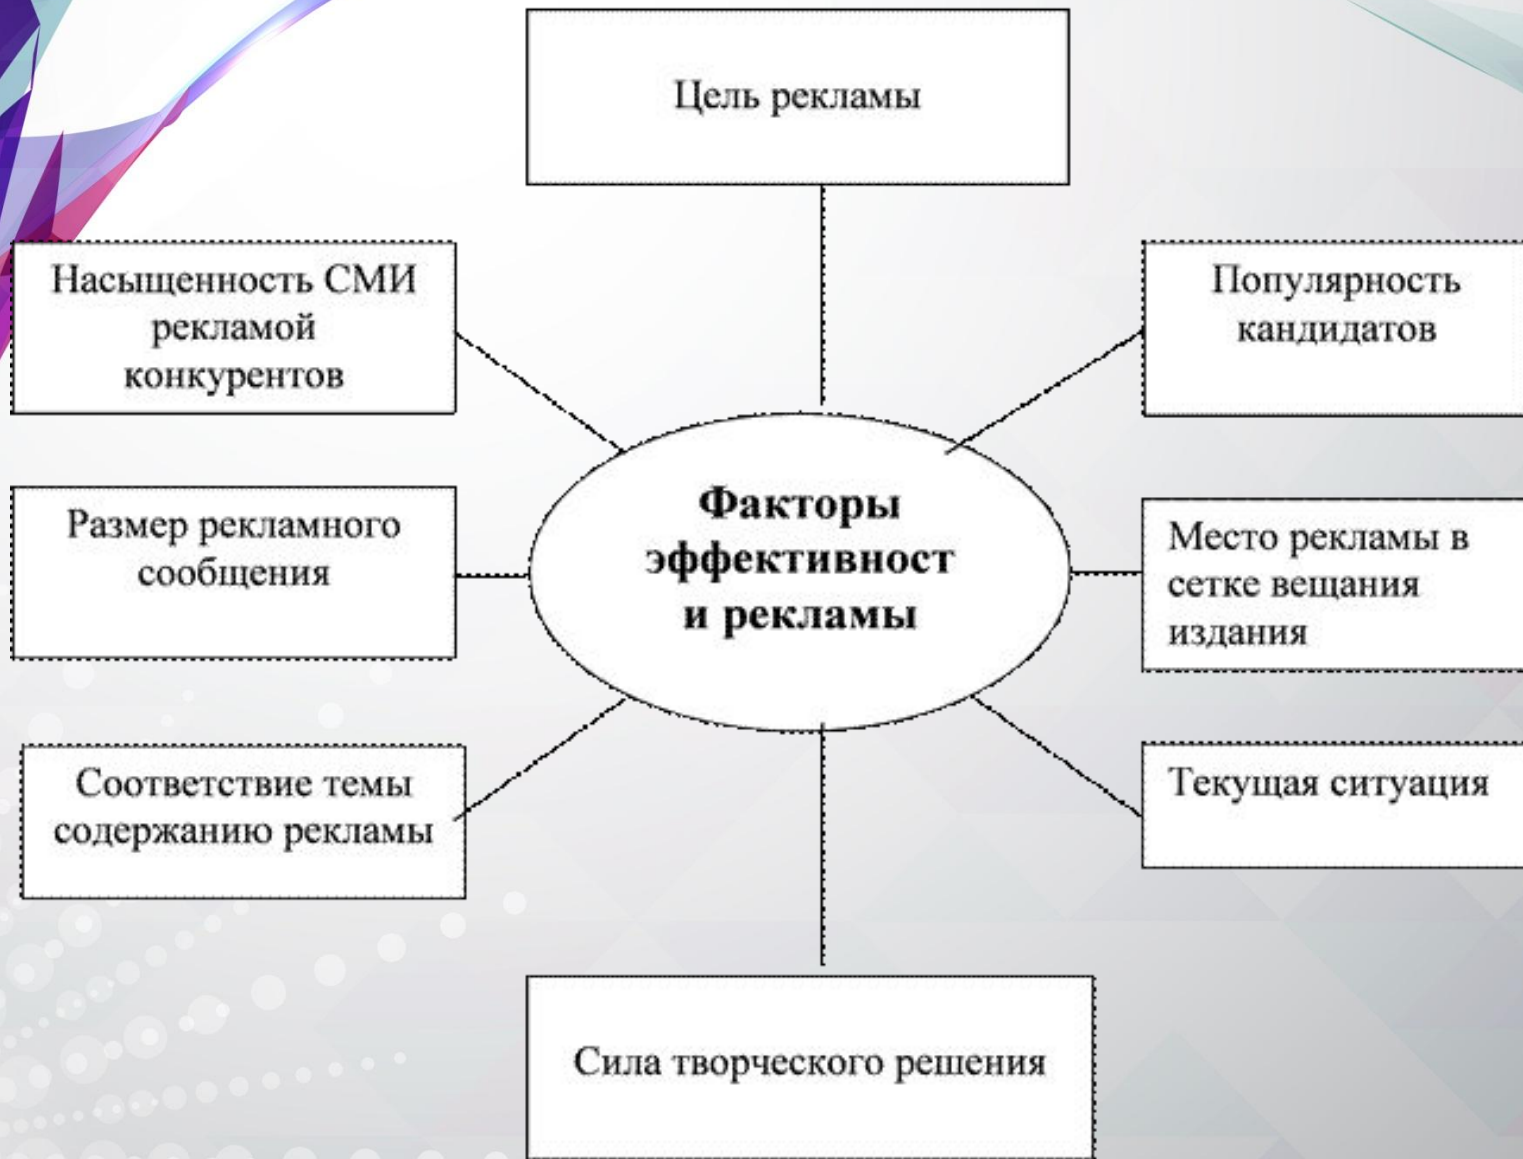 Цель рекламы
Насыщенность СМИ
рекламой
конкурентов
Популярность
кандидатов
Размер рекламного
сообщения
Факторы
эффективност
и рекламы
Место рекламы в
сетке вещания
издания
Соответствие темы
содержанию рекламы
Текущая ситуация
Сила творческого решения